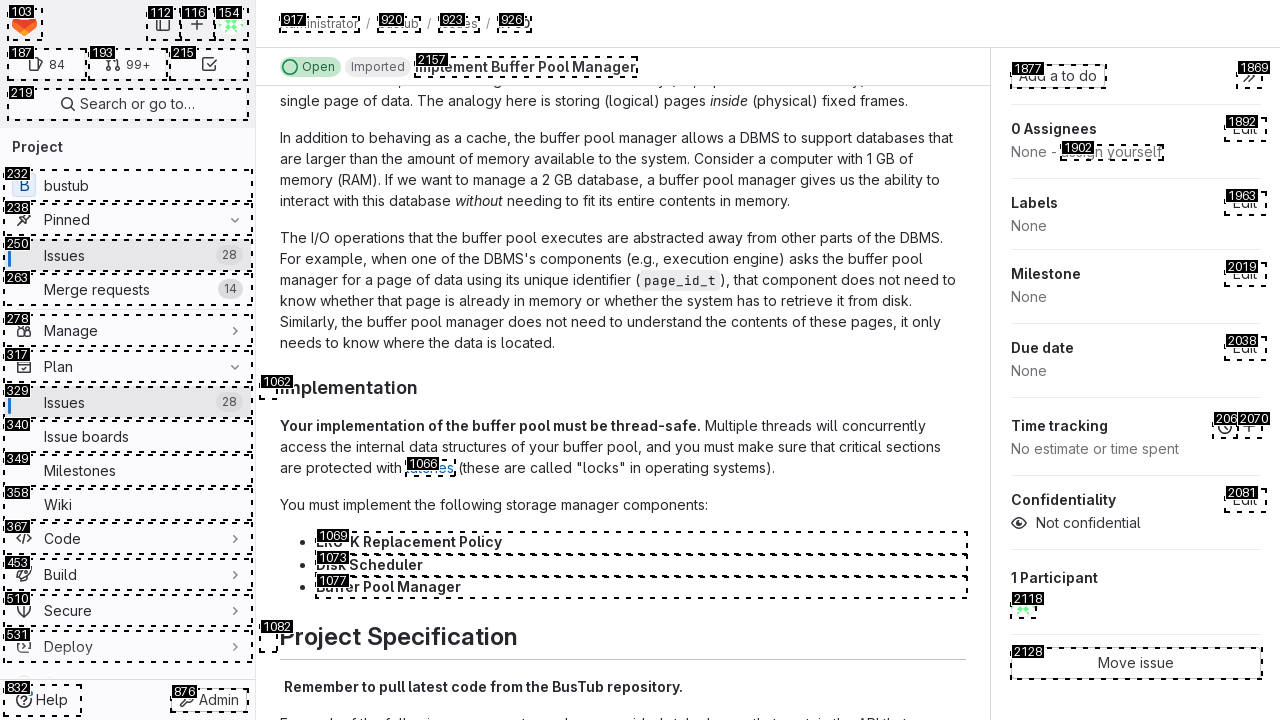 103
112
116
154
187
84
193
99+
215
219
Search or go to…
Project
232
B
bustub
238
Pinned
250
Issues
28
263
Merge requests
14
278
Manage
317
Plan
329
Issues
28
340
Issue boards
349
Milestones
358
Wiki
367
Code
453
Build
510
Secure
531
Deploy
832
Help
876
Admin
917
/
920
/
923
/
926
Open
Imported
2157
Implement Buffer Pool Manager
single page of data. The analogy here is storing (logical) pages inside (physical) fixed frames.
In addition to behaving as a cache, the buffer pool manager allows a DBMS to support databases that
are larger than the amount of memory available to the system. Consider a computer with 1 GB of
memory (RAM). If we want to manage a 2 GB database, a buffer pool manager gives us the ability to
interact with this database without needing to fit its entire contents in memory.
The I/O operations that the buffer pool executes are abstracted away from other parts of the DBMS.
For example, when one of the DBMS's components (e.g., execution engine) asks the buffer pool
manager for a page of data using its unique identifier (page_id_t), that component does not need to
know whether that page is already in memory or whether the system has to retrieve it from disk.
Similarly, the buffer pool manager does not need to understand the contents of these pages, it only
needs to know where the data is located.
1062
Implementation
Your implementation of the buffer pool must be thread-safe. Multiple threads will concurrently
access the internal data structures of your buffer pool, and you must make sure that critical sections
are protected with 1066 (these are called "locks" in operating systems).
You must implement the following storage manager components:
1069
LRU-K Replacement Policy
1073
Disk Scheduler
1077
Buffer Pool Manager
1082
Project Specification
Remember to pull latest code from the BusTub repository.
1877
Add a to do
1869
0 Assignees
1892
Edit
None -
1902
assign yourself
Labels
1963
Edit
None
Milestone
2019
Edit
None
Due date
2038
Edit
None
Time tracking
206
2070
No estimate or time spent
Confidentiality
2081
Edit
Not confidential
1 Participant
2118
2128
Move issue